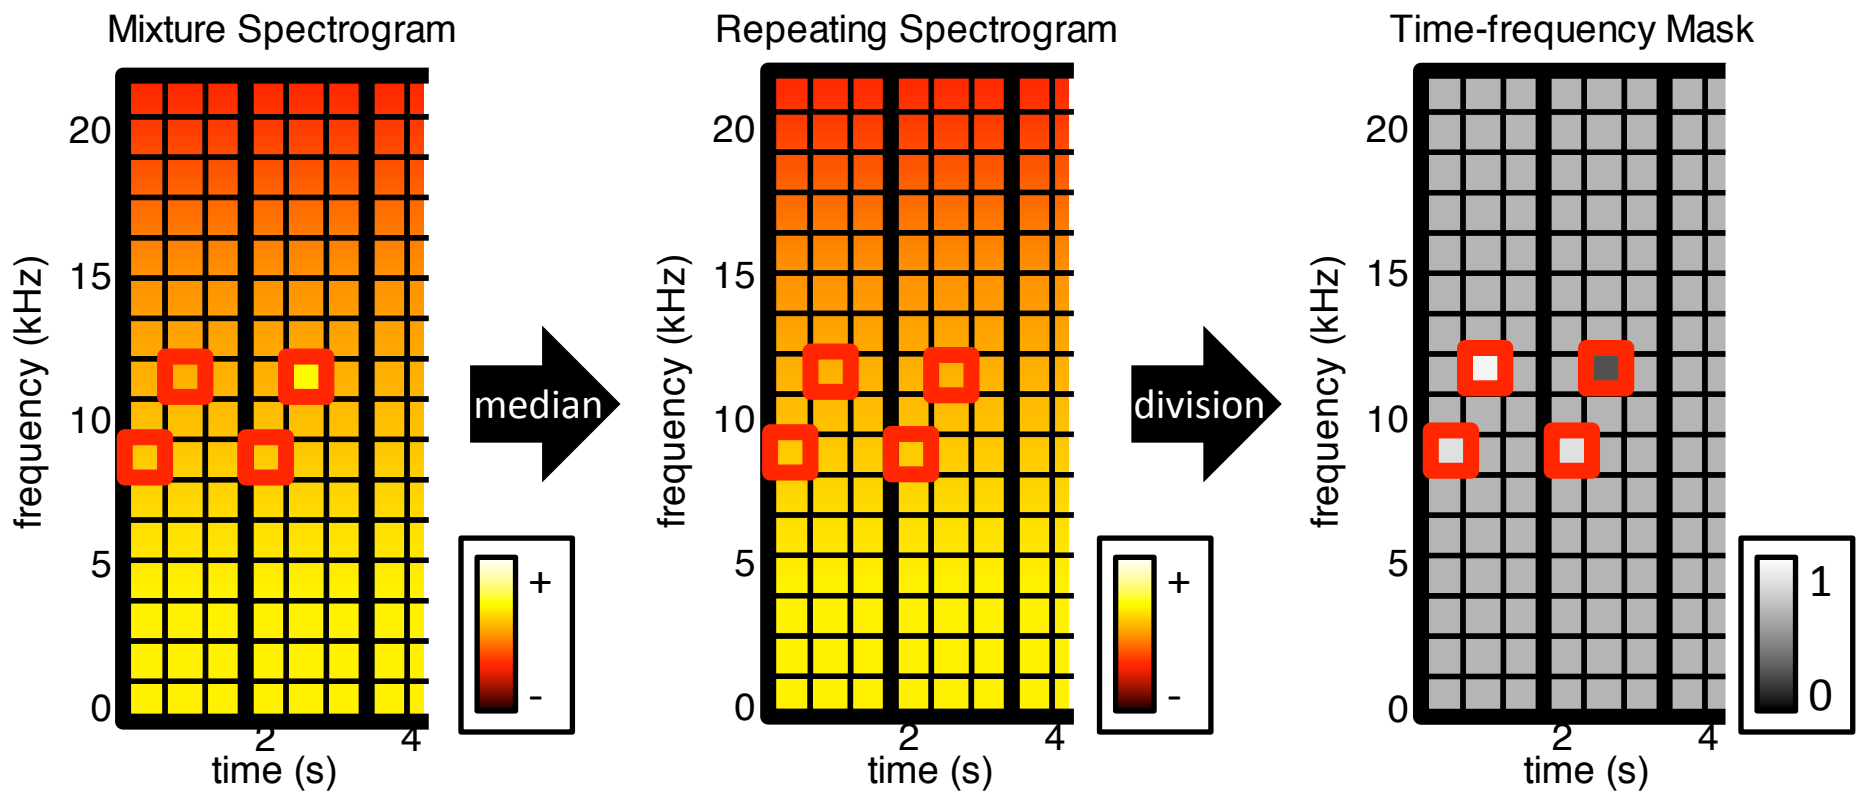 Mixture Spectrogram
frequency (kHz)
20
15
10
5
0
2
4
time (s)
+
-
median
Repeating Spectrogram
frequency (kHz)
20
15
10
5
0
2
4
time (s)
+
-
division
Time-frequency Mask
frequency (kHz)
20
15
10
5
0
2
4
time (s)
1
0